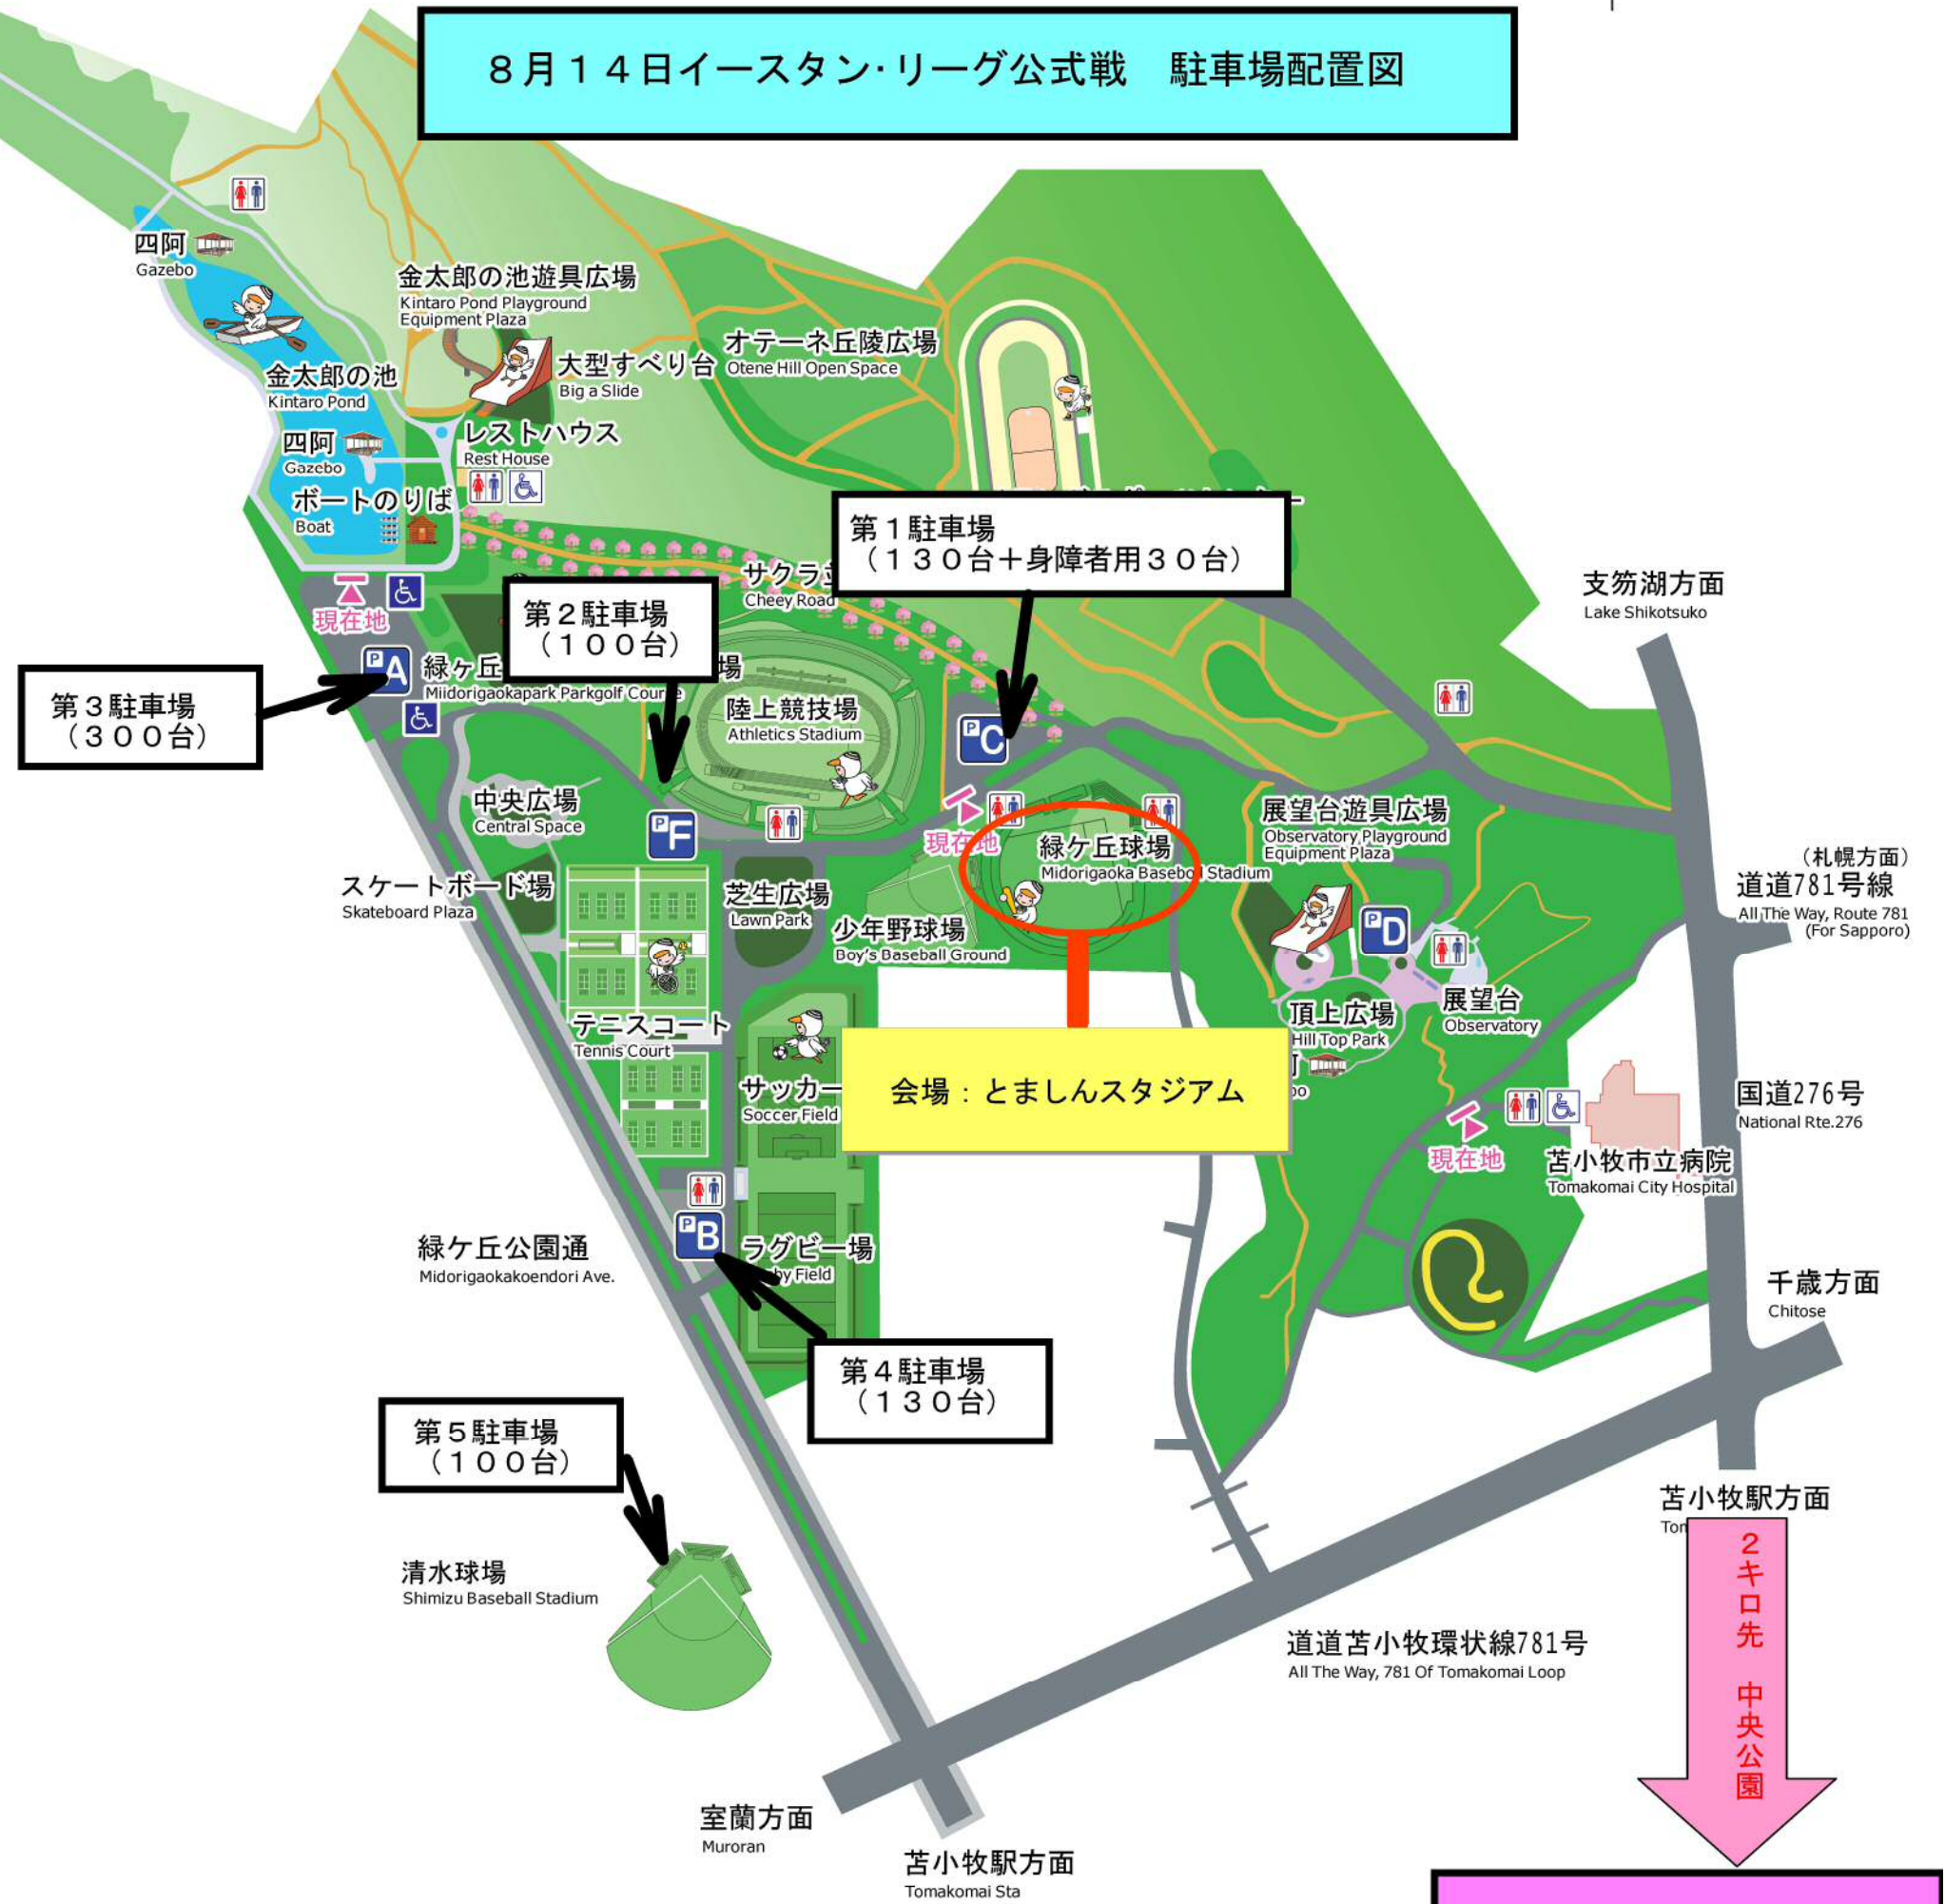 8月14日イースタン･リーグ公式戦　駐車場配置図
四阿
Gazebo
金太郎の池遊具広場
Kintaro Pond Playground
Equipment Plaza
大型すべり台
Big a Slide
オテーネ丘陵広場
Otene Hill Open Space
金太郎の池
Kintaro Pond
四阿
Gazebo
レストハウス
Rest House
ボートのりば
Boat
第1駐車場
（130台＋身障者用30台）
サクラ
Cheey Road
支笏湖方面
Lake Shikotsuko
現在地
第2駐車場
（100台）
P A
緑ヶ丘
場
Miidorigaokapark Parkgolf Course
第3駐車場
（300台）
陸上競技場
Athletics Stadium
P C
中央広場
Central Space
P F
現在地
緑ケ丘球場
Midorigaoka Baseboll Stadium
展望台遊具広場
Observatory Playground
Equipment Plaza
（札幌方面）
道道781号線
All The Way, Route 781
(For Sapporo)
スケートボード場
Skateboard Plaza
芝生広場
Lawn Park
少年野球場
Boy's Baseball Ground
P D
展望台
Observatory
頂上広場
Hill Top Park
テニスコート
Tennis Court
サッカー
Soccer Field
会場：とましんスタジアム
国道276号
National Rte.276
現在地
苫小牧市立病院
Tomakomai City Hospital
P B
ラグビー場
by Field
緑ケ丘公園通
Midorigaokakoendori Ave.
千歳方面
Chitose
第4駐車場
（130台）
第5駐車場
（100台）
苫小牧駅方面
2キロ先　中央公園
清水球場
Shimizu Baseball Stadium
道道苫小牧環状線781号
All The Way, 781 Of Tomakomai Loop
室蘭方面
Muroran
苫小牧駅方面
Tomakomai Sta